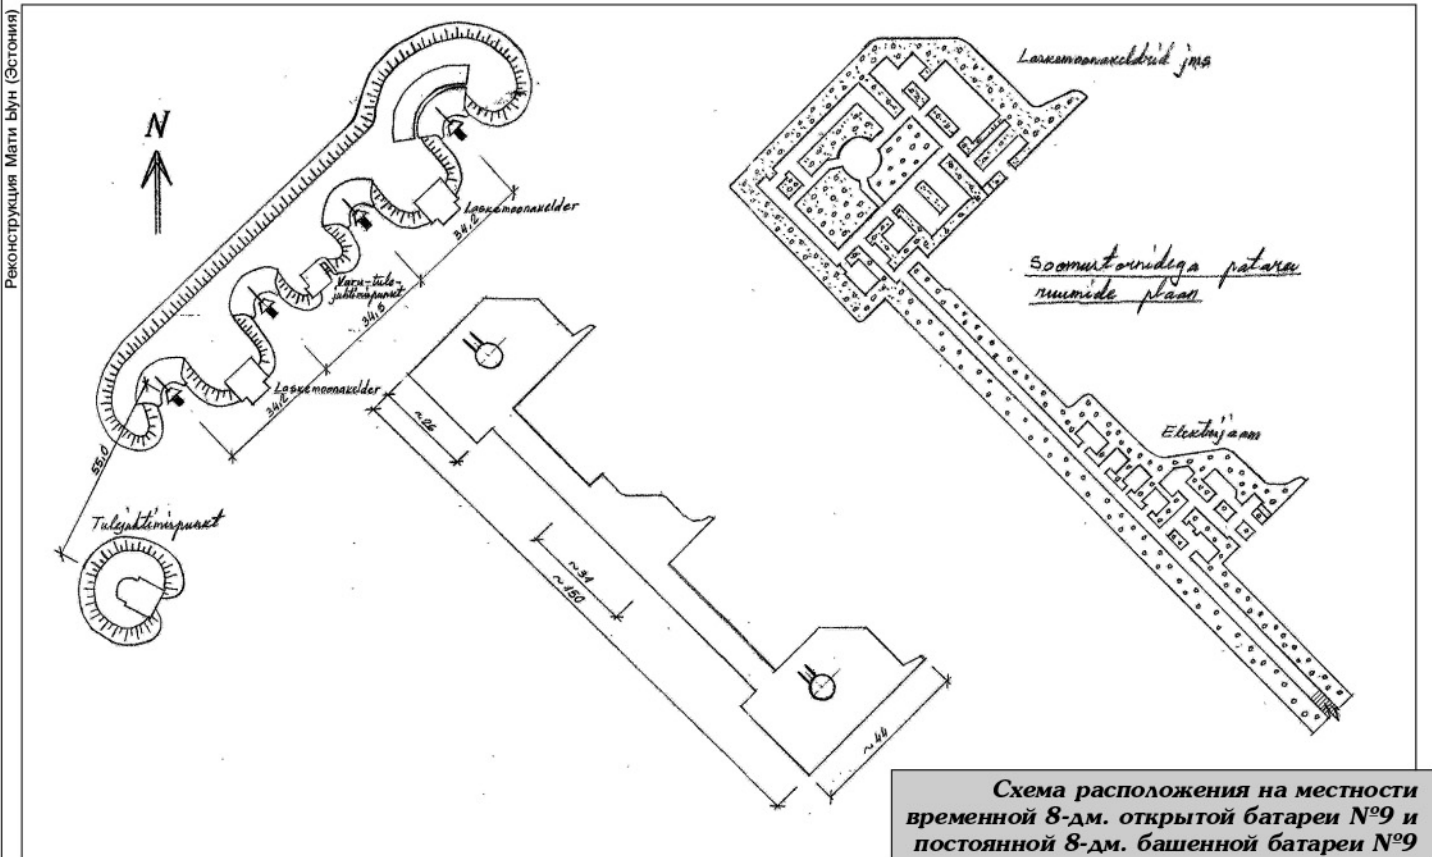 Реконструкция Мати Ыун (Эстония)
N
Laskemoonakeldrid jms
Laskemoonakelder
34,2
Varu-tule-
juhtimispunkt
34,5
Laskemoonakelder
34,2
55,0
Tulejuhtimispunkt
Soomustornidega patarei
ruumide plaan
~26
Elektrijaam
~31
~150
~44
Схема расположения на местности
временной 8-дм. открытой батареи №9 и
постоянной 8-дм. башенной батареи №9